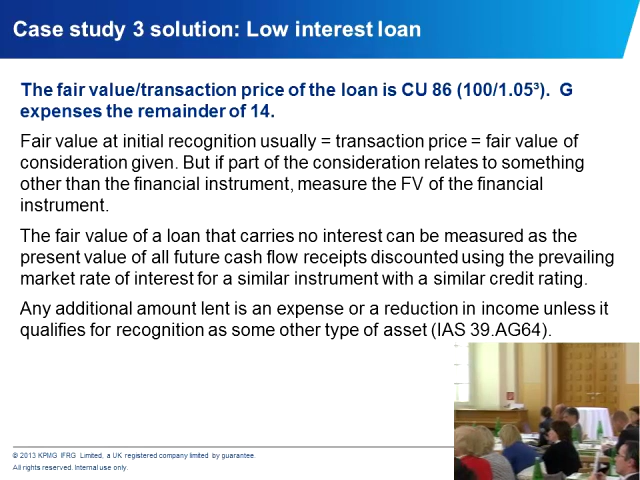 Case study 3 solution: Low interest loan
The fair value/transaction price of the loan is CU 86 (100/1.05³).  G
expenses the remainder of 14.
Fair value at initial recognition usually = transaction price = fair value of
consideration given. But if part of the consideration relates to something
other than the financial instrument, measure the FV of the financial
instrument.
The fair value of a loan that carries no interest can be measured as the
present value of all future cash flow receipts discounted using the prevailing
market rate of interest for a similar instrument with a similar credit rating.
Any additional amount lent is an expense or a reduction in income unless it
qualifies for recognition as some other type of asset (IAS 39.AG64).
© 2013 KPMG IFRG Limited, a UK registered company limited by guarantee.
All rights reserved. Internal use only.